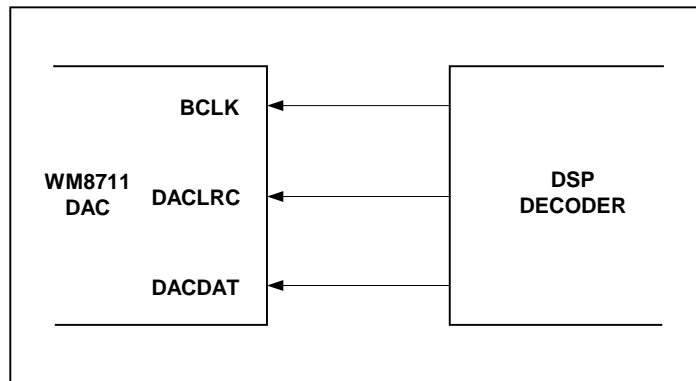 BCLK
WM8711
DAC
DACLRC
DSP
DECODER
DACDAT